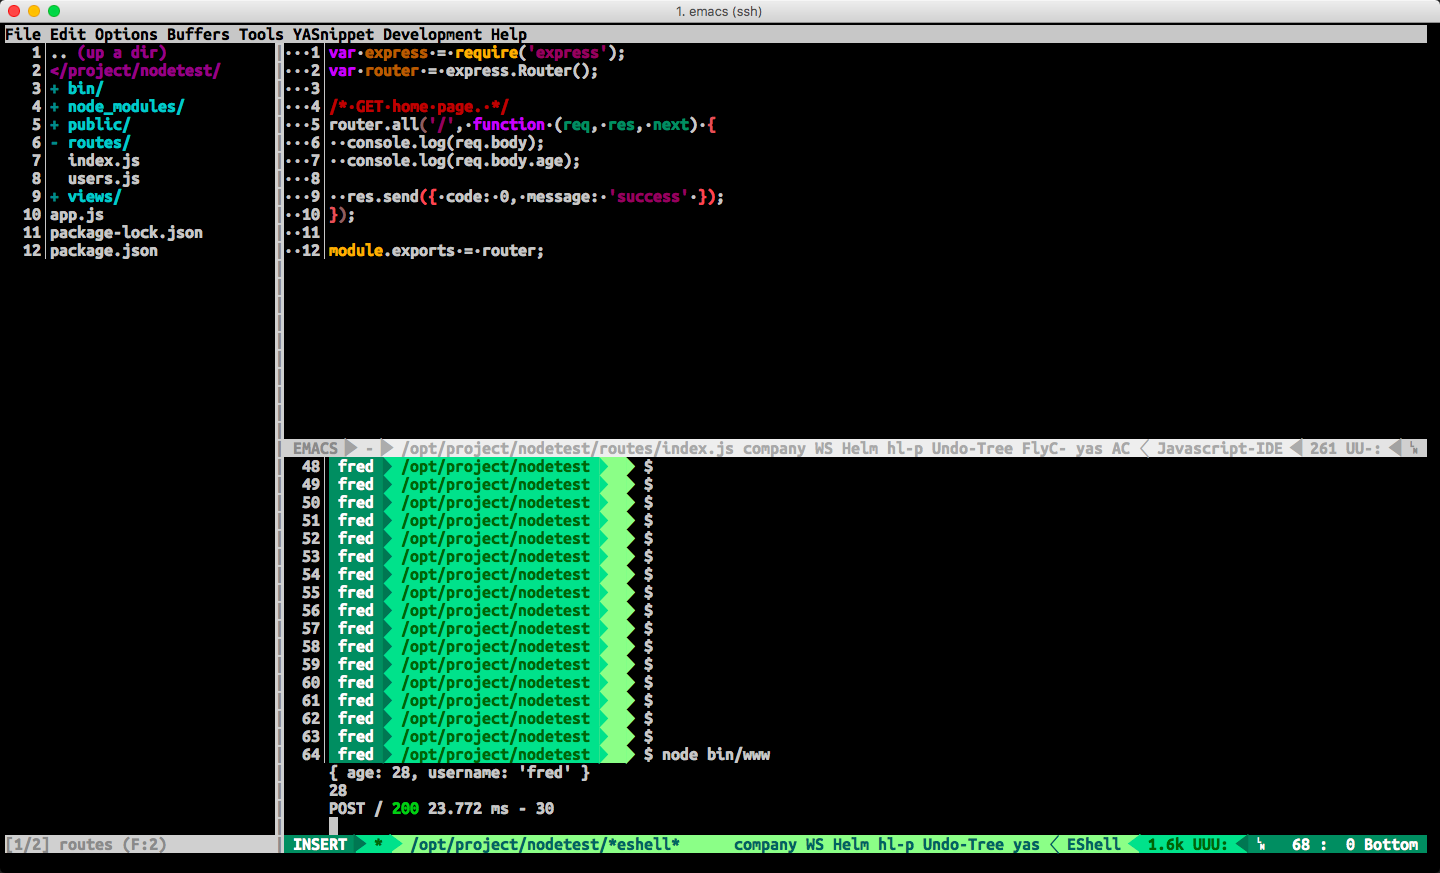 1. emacs (ssh)
File Edit Options Buffers Tools YASnippet Development Help
1 .. (up a dir)
2 </project/nodetest/
3 + bin/
4 + node_modules/
5 + public/
6 - routes/
7 index.js
8 users.js
9 + views/
10 app.js
11 package-lock.json
12 package.json
[1/2] routes (F:2)
···1 var·express·=·require('express');
···2 var·router·=·express.Router();
···3
···4 /*·GET·home·page.·*/
···5 router.all('/',·function·(req,·res,·next)·{
···6 ··console.log(req.body);
···7 ··console.log(req.body.age);
···8
···9 ··res.send({·code:·0,·message:·'success'·});
··10 });
··11
··12 module.exports·=·router;
EMACS - /opt/project/nodetest/routes/index.js company WS Helm hl-p Undo-Tree FlyC- yas AC Javascript-IDE 261 UU-:
48 fred /opt/project/nodetest $
49 fred /opt/project/nodetest $
50 fred /opt/project/nodetest $
51 fred /opt/project/nodetest $
52 fred /opt/project/nodetest $
53 fred /opt/project/nodetest $
54 fred /opt/project/nodetest $
55 fred /opt/project/nodetest $
56 fred /opt/project/nodetest $
57 fred /opt/project/nodetest $
58 fred /opt/project/nodetest $
59 fred /opt/project/nodetest $
60 fred /opt/project/nodetest $
61 fred /opt/project/nodetest $
62 fred /opt/project/nodetest $
63 fred /opt/project/nodetest $
64 fred /opt/project/nodetest $ node bin/www
{ age: 28, username: 'fred' }
28
POST / 200 23.772 ms - 30
INSERT * /opt/project/nodetest/*eshell* company WS Helm hl-p Undo-Tree yas EShell 1.6k UUU: 68 : 0 Bottom